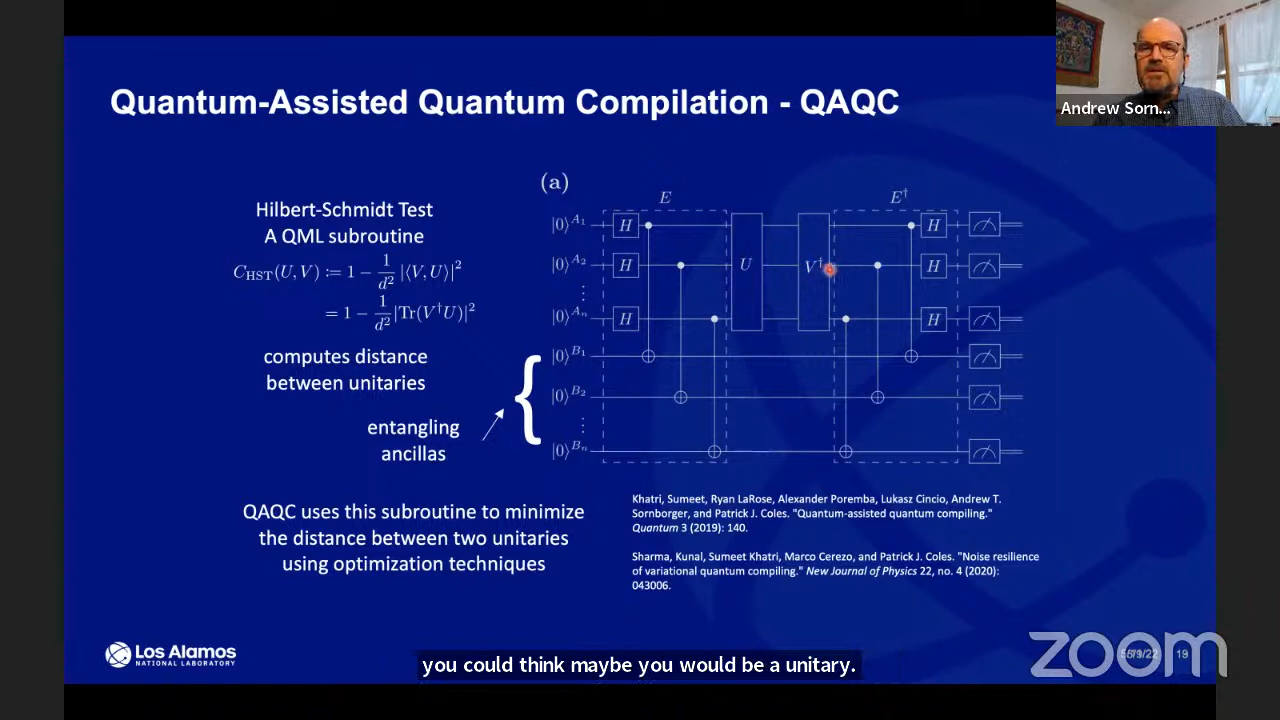 Quantum-Assisted Quantum Compilation - QAQC
Andrew Sorn...
Hilbert-Schmidt Test
A QML subroutine
C_HST(U, V) := 1 − 1/d² |⟨V, U⟩|²
= 1 − 1/d² |Tr(V†U)|²
computes distance
between unitaries
entangling
ancillas
QAQC uses this subroutine to minimize
the distance between two unitaries
using optimization techniques
(a)
E E†
|0⟩^A₁ H H
|0⟩^A₂ H U V† H
⋮
|0⟩^Aₙ H H
|0⟩^B₁
|0⟩^B₂
⋮
|0⟩^Bₙ
Khatri, Sumeet, Ryan LaRose, Alexander Poremba, Lukasz Cincio, Andrew T.
Sornborger, and Patrick J. Coles. "Quantum-assisted quantum compiling."
Quantum 3 (2019): 140.
Sharma, Kunal, Sumeet Khatri, Marco Cerezo, and Patrick J. Coles. "Noise resilience
of variational quantum compiling." New Journal of Physics 22, no. 4 (2020):
043006.
Los Alamos
NATIONAL LABORATORY
zoom
19
you could think maybe you would be a unitary.